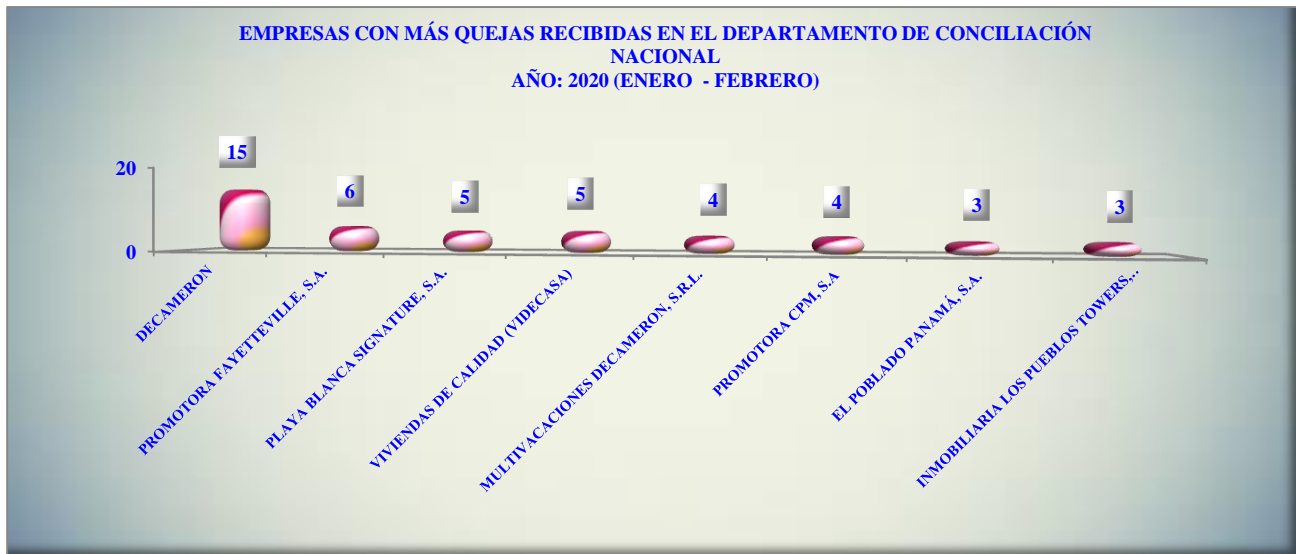 EMPRESAS CON MÁS QUEJAS RECIBIDAS EN EL DEPARTAMENTO DE CONCILIACIÓN
NACIONAL
AÑO: 2020 (ENERO  - FEBRERO)
20
0
15
6
5
5
4
4
3
3
DECAMERON
PROMOTORA FAYETTEVILLE, S.A.
PLAYA BLANCA SIGNATURE, S.A.
VIVIENDAS DE CALIDAD (VIDECASA)
MULTIVACACIONES DECAMERON, S.R.L.
PROMOTORA CPM, S.A
EL POBLADO PANAMÁ, S.A.
INMOBILIARIA LOS PUEBLOS TOWERS,…